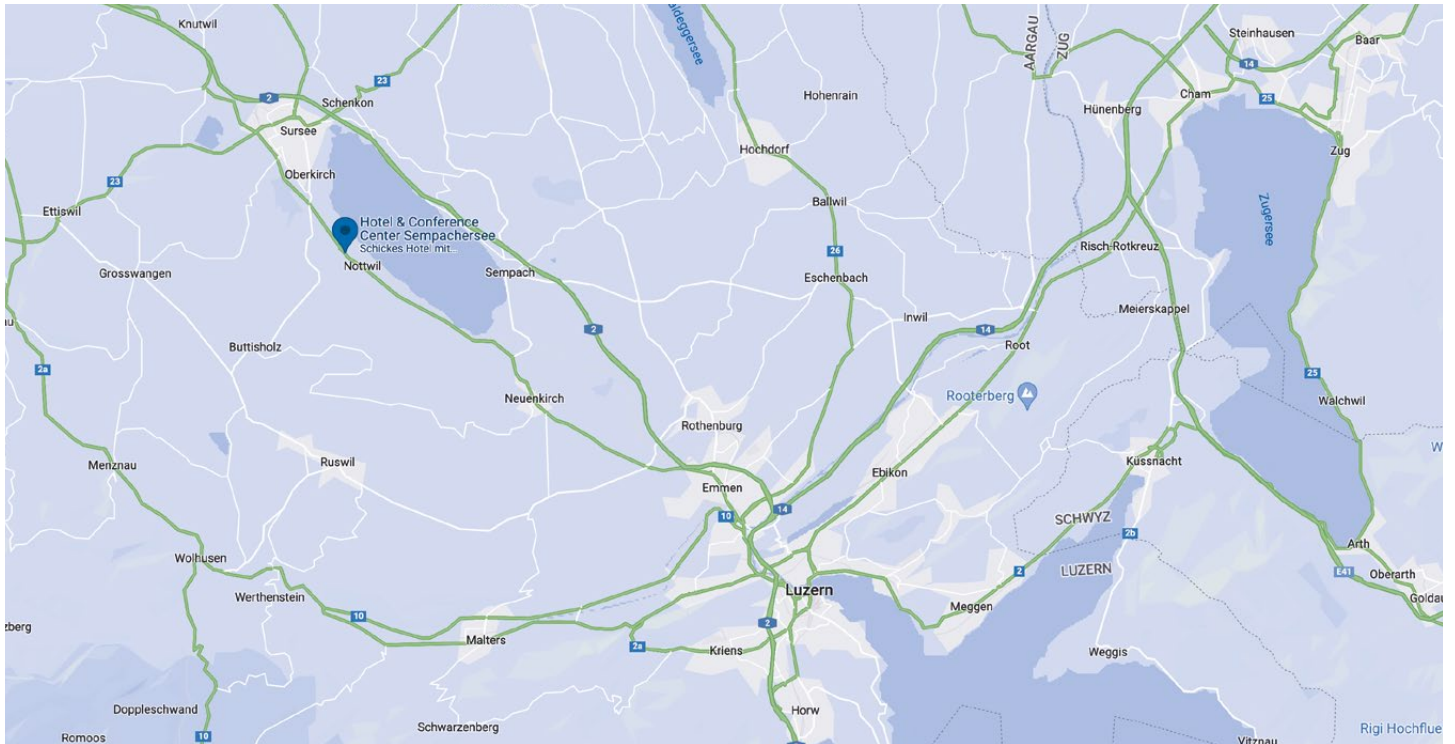 Knutwil
23
2
Schenkon
Sursee
Oberkirch
23
Ettiswil
Hotel & Conference
Center Sempachersee
Schickes Hotel mit...
Nottwil
Grosswangen
Sempach
Buttisholz
2a
2
Neuenkirch
Menznau
Ruswil
Rothenburg
Emmen
10
14
Wolhusen
Werthenstein
10
Malters
2a
Kriens
2
Luzern
Horw
Doppleschwand
10
Romoos
Schwarzenberg
Hohenrain
Hochdorf
Ballwil
26
Eschenbach
Inwil
14
Root
Rooterberg
Ebikon
AARGAU
ZUG
Hünenberg
Cham
Steinhausen
14
Baar
25
Zug
Zugersee
Risch-Rotkreuz
Meierskappel
25
Walchwil
Küssnacht
SCHWYZ
LUZERN
2b
2
Meggen
Weggis
Arth
E41
Oberarth
Goldau
Rigi Hochflue
Vitznau